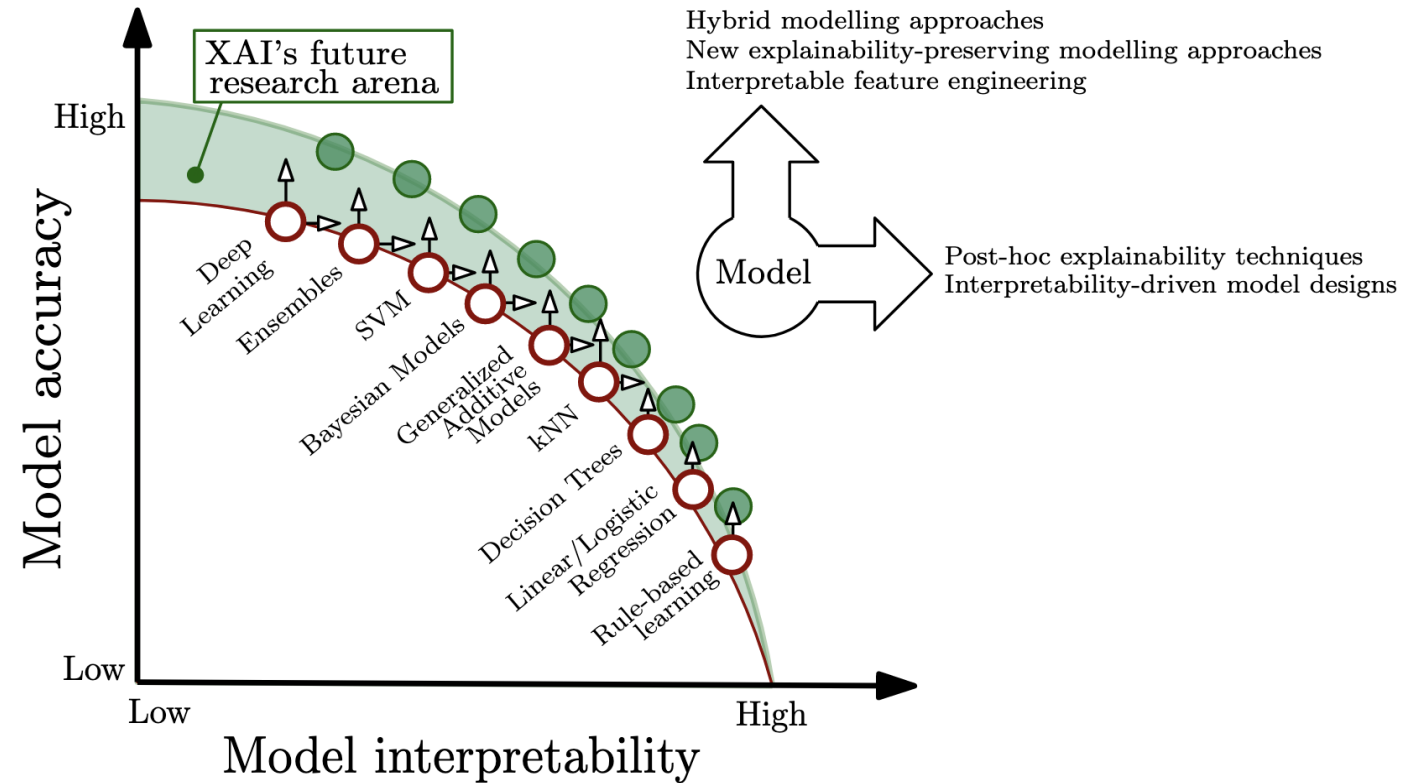 XAI's future
research arena
High
Low
Low
High
Model accuracy
Model interpretability
Deep
Learning
Ensembles
SVM
Bayesian Models
Generalized
Additive
Models
kNN
Decision Trees
Linear/Logistic
Regression
Rule-based
learning
Hybrid modelling approaches
New explainability-preserving modelling approaches
Interpretable feature engineering
Model
Post-hoc explainability techniques
Interpretability-driven model designs